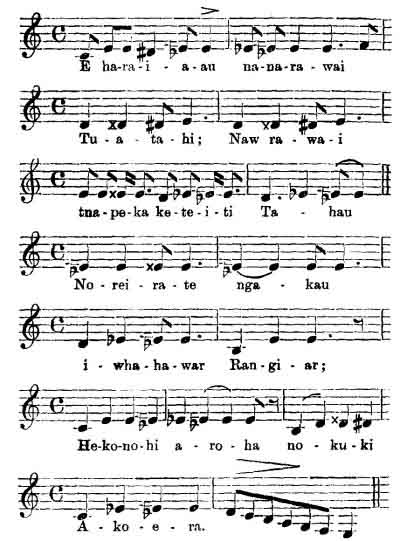 E ha-ra-i-a-au na-na-ra-wai
Tu-a-ta-hi; Naw ra-wa-i
tna-pe-ka ke-te-i-ti Ta-hau
No-rei-ra-te nga-kau
i-wha-ha-war Ran-gi-ar;
He-ko-no-hi a-ro-ha no-ku-ki
A-ko-e-ra.